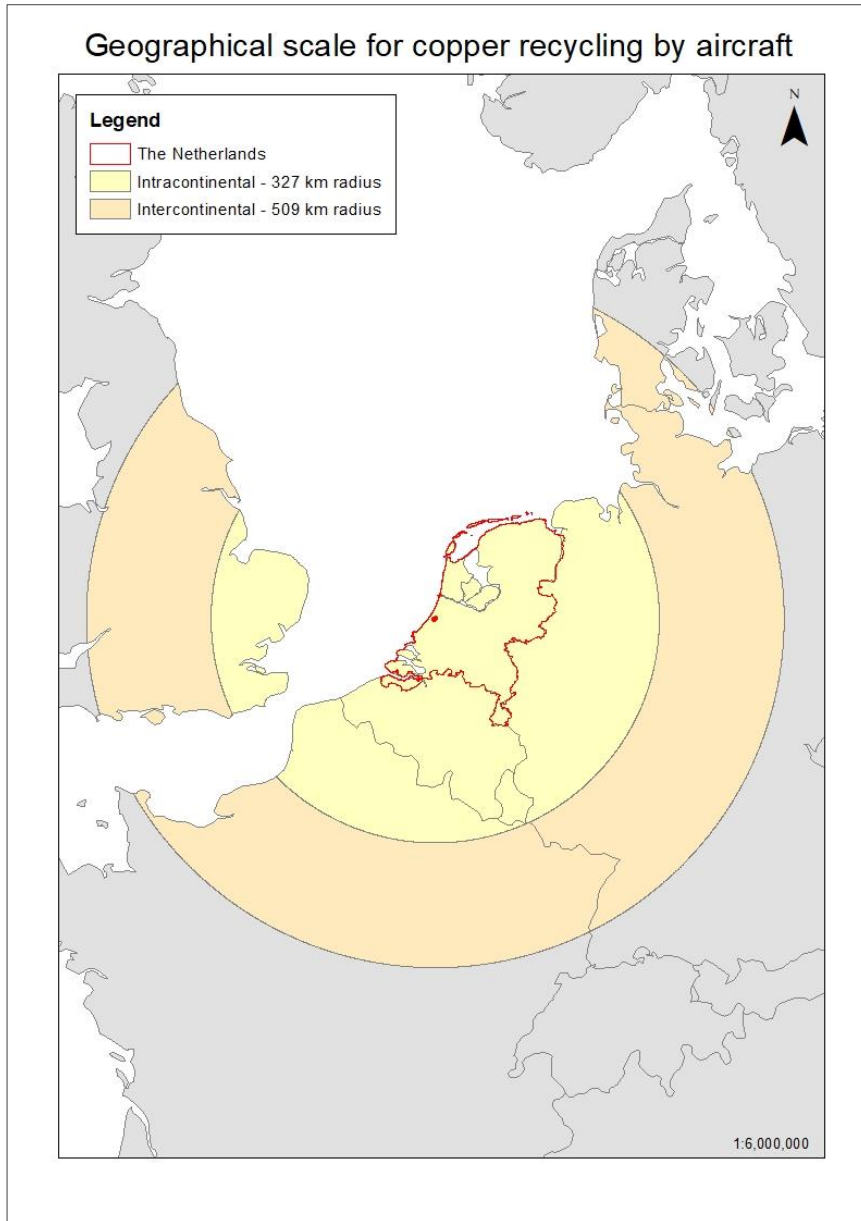 Geographical scale for copper recycling by aircraft
Legend
The Netherlands
Intracontinental - 327 km radius
Intercontinental - 509 km radius
N
1:6,000,000